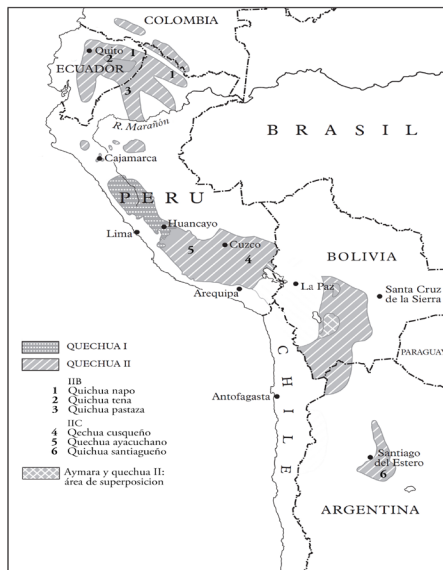 COLOMBIA
Quito
1
2
ECUADOR
1
3
R. Marañón
B R A S I L
Cajamarca
P E R U
Huancayo
Lima
Cuzco
5
4
BOLIVIA
La Paz
Arequipa
Santa Cruz
de la Sierra
PARAGUAY
C H I L E
Antofagasta
Santiago
del Estero
6
ARGENTINA
QUECHUA I
QUECHUA II
IIB
1 Quichua napo
2 Quichua tena
3 Quichua pastaza
IIC
4 Qechua cusqueño
5 Quechua ayacuchano
6 Quichua santiagueño
Aymara y quechua II:
área de superposicion